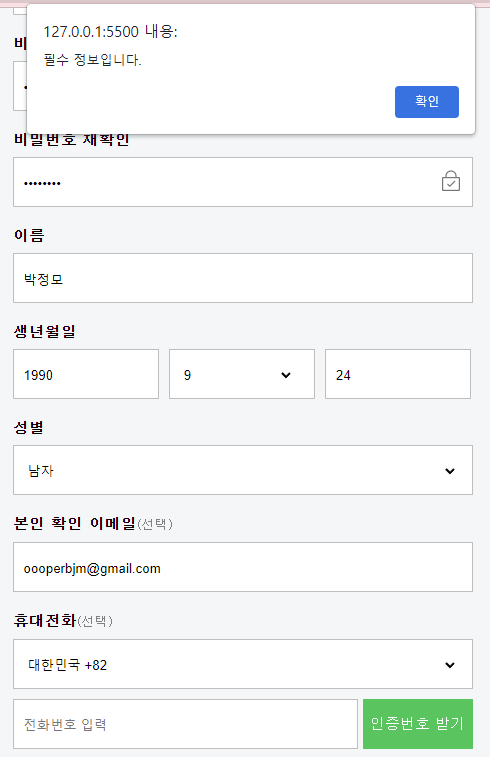 127.0.0.1:5500 내용:
필수 정보입니다.
확인
비밀번호 재확인
••••••••
이름
박정모
생년월일
1990 9 24
성별
남자
본인 확인 이메일(선택)
oooperbjm@gmail.com
휴대전화(선택)
대한민국 +82
전화번호 입력 인증번호 받기